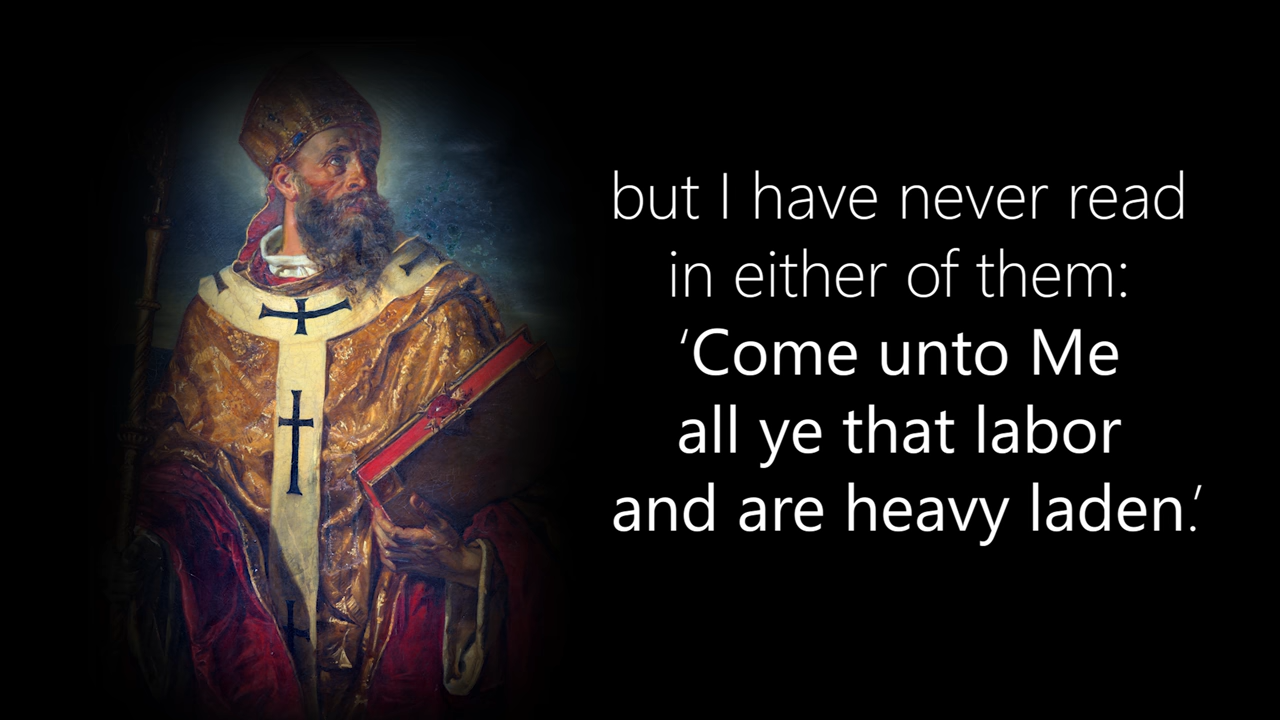 but I have never read
in either of them:
‘Come unto Me
all ye that labor
and are heavy laden.’